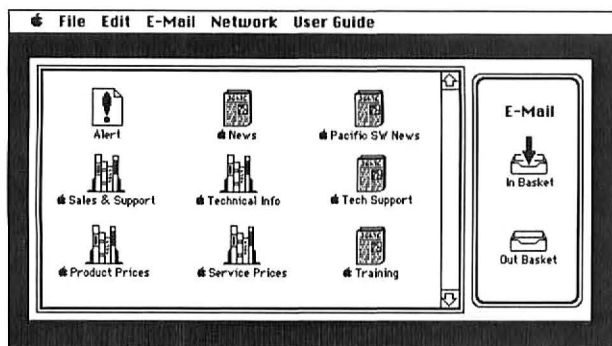 File Edit E-Mail Network User Guide
Alert
News
Pacific SW News
Sales & Support
Technical Info
Tech Support
Product Prices
Service Prices
Training
E-Mail
In Basket
Out Basket